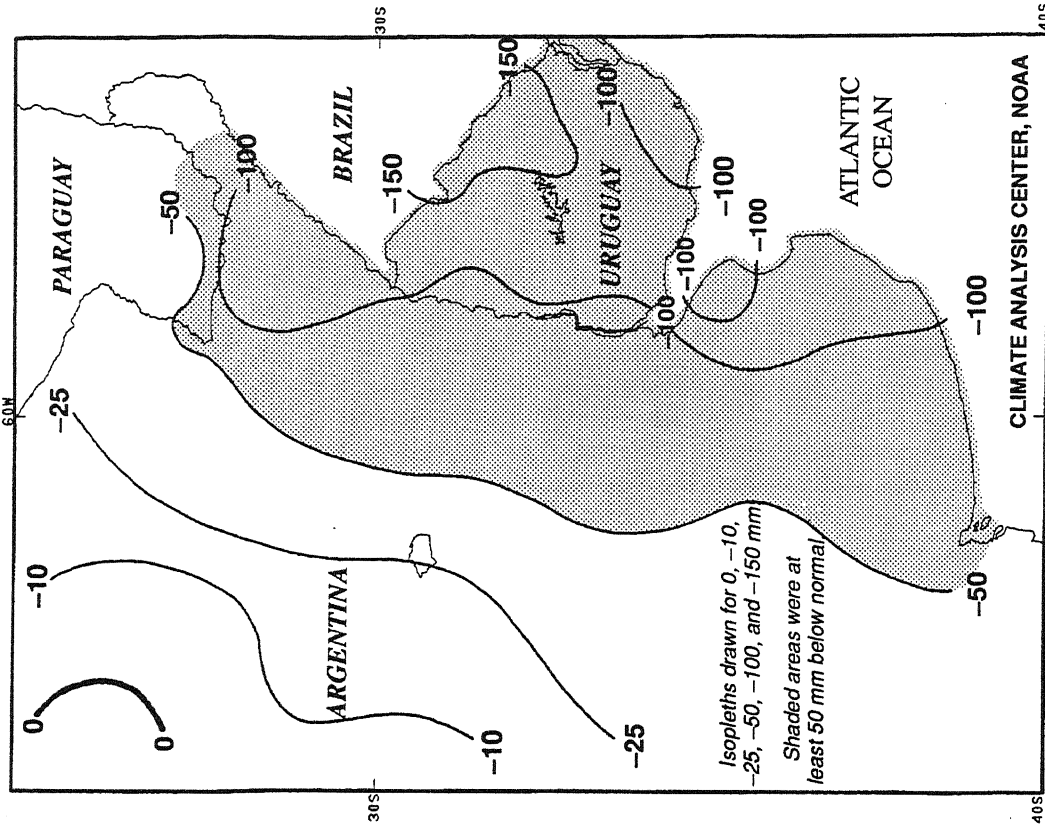 60W
PARAGUAY
BRAZIL
ARGENTINA
URUGUAY
ATLANTIC
OCEAN
30S
30S
40S
40S
0
0
-10
-10
-25
-25
-50
-50
-100
-100
-100
-100
-100
-100
-100
-150
-150
Isopleths drawn for 0, -10,
-25, -50, -100, and -150 mm
Shaded areas were at
least 50 mm below normal
CLIMATE ANALYSIS CENTER, NOAA